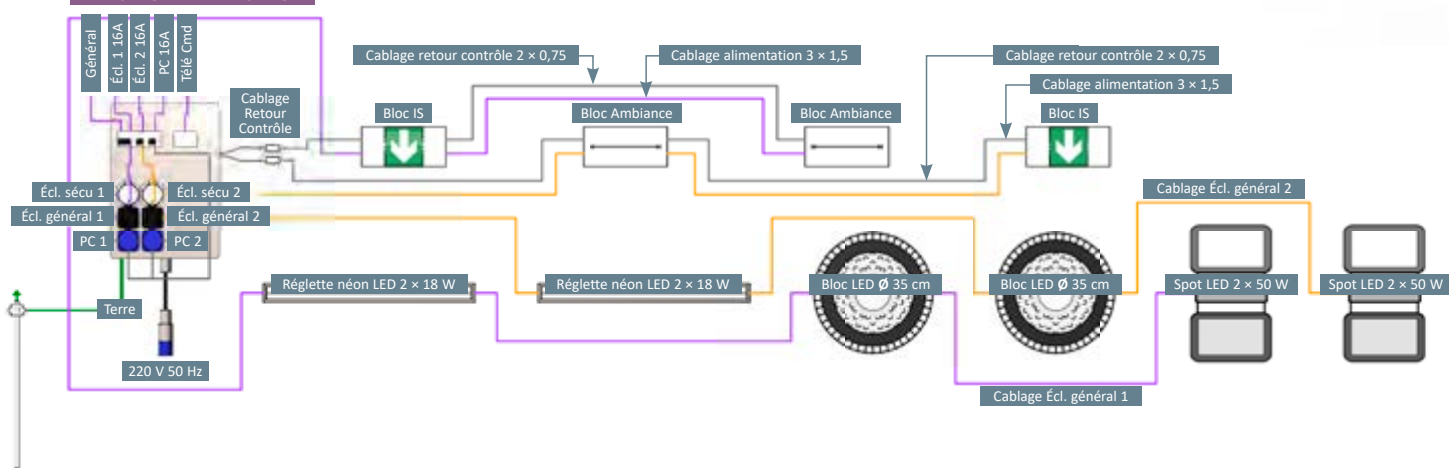 Général
Écl. 1 16A
Écl. 2 16A
PC 16A
Télé Cmd
Cablage
Retour
Contrôle
Cablage retour contrôle 2 × 0,75
Cablage alimentation 3 × 1,5
Cablage retour contrôle 2 × 0,75
Cablage alimentation 3 × 1,5
Bloc IS
Bloc Ambiance
Bloc Ambiance
Bloc IS
Écl. sécu 1
Écl. sécu 2
Cablage Écl. général 2
Écl. général 1
Écl. général 2
PC 1
PC 2
Réglette néon LED 2 × 18 W
Réglette néon LED 2 × 18 W
Bloc LED Ø 35 cm
Bloc LED Ø 35 cm
Spot LED 2 × 50 W
Spot LED 2 × 50 W
Terre
220 V 50 Hz
Cablage Écl. général 1